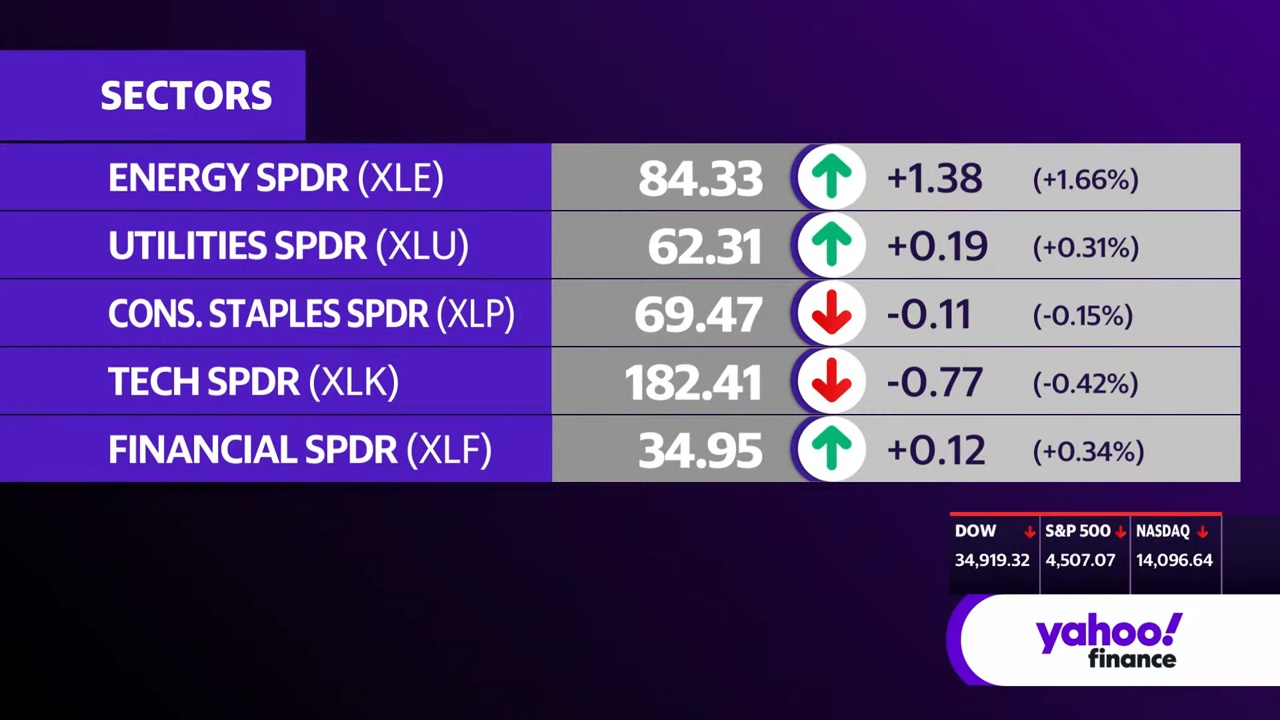 SECTORS
ENERGY SPDR (XLE) 84.33 +1.38 (+1.66%)
UTILITIES SPDR (XLU) 62.31 +0.19 (+0.31%)
CONS. STAPLES SPDR (XLP) 69.47 -0.11 (-0.15%)
TECH SPDR (XLK) 182.41 -0.77 (-0.42%)
FINANCIAL SPDR (XLF) 34.95 +0.12 (+0.34%)
DOW S&P 500 NASDAQ
34,919.32 4,507.07 14,096.64
yahoo!
finance